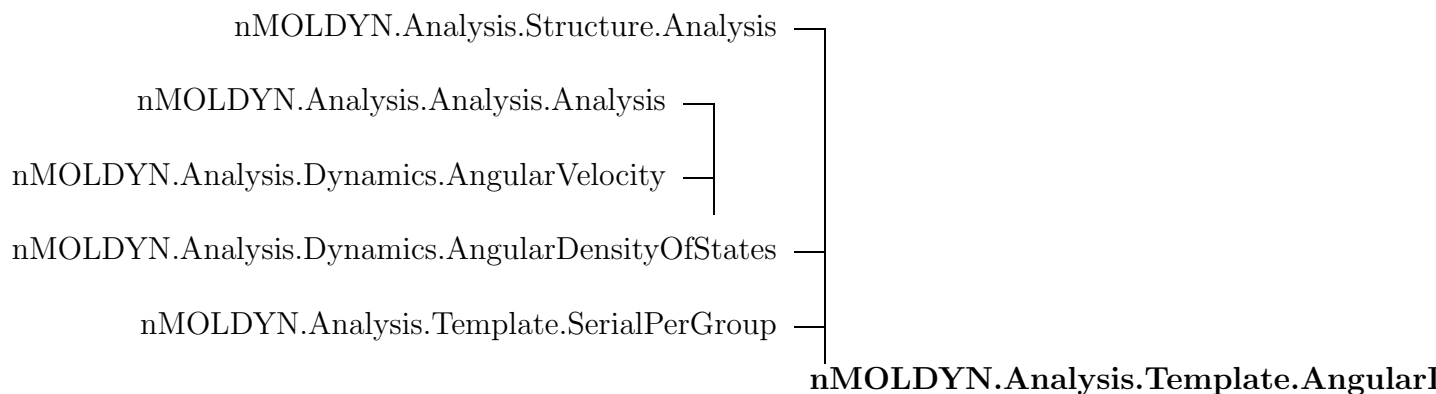 nMOLDYN.Analysis.Structure.Analysis
nMOLDYN.Analysis.Analysis.Analysis
nMOLDYN.Analysis.Dynamics.AngularVelocity
nMOLDYN.Analysis.Dynamics.AngularDensityOfStates
nMOLDYN.Analysis.Template.SerialPerGroup
nMOLDYN.Analysis.Template.Angular